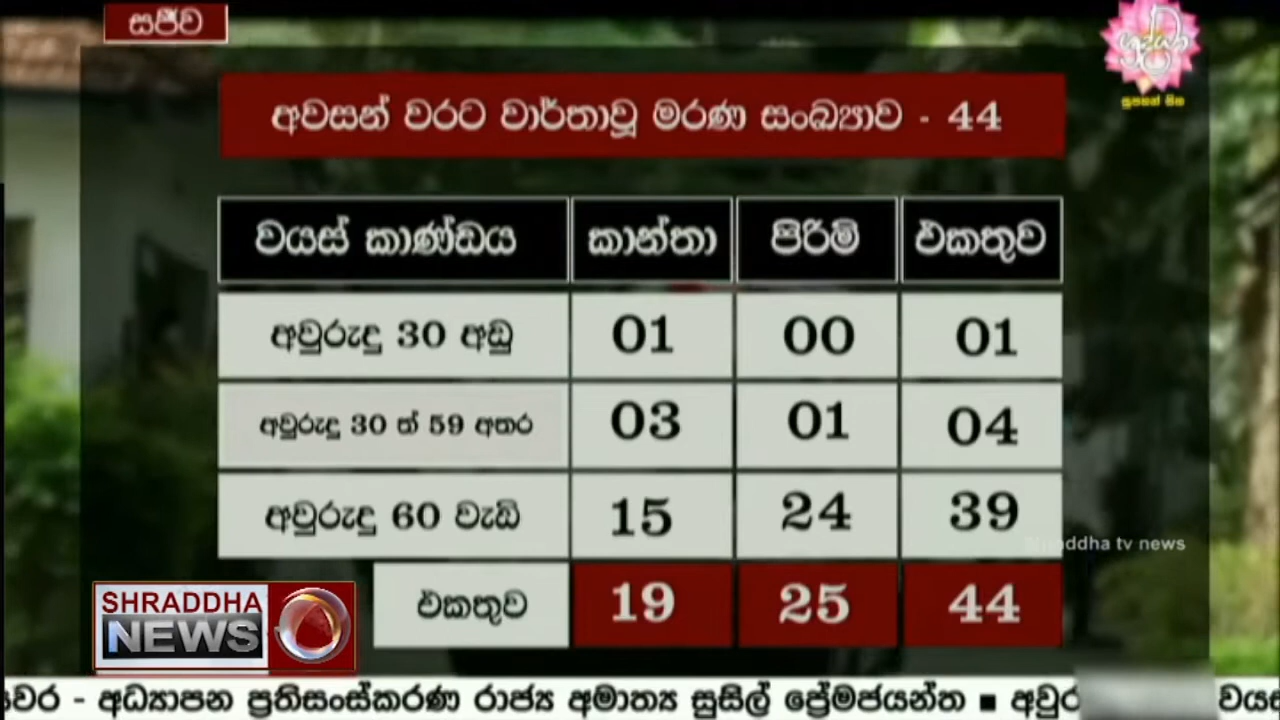 සජීව
අවසන් වරට වාර්තාවූ මරණ සංඛ්‍යාව - 44
වයස් කාණ්ඩය කාන්තා පිරිමි එකතුව
අවුරුදු 30 අඩු 01 00 01
අවුරුදු 30 ත් 59 අතර 03 01 04
අවුරුදු 60 වැඩි 15 24 39
tv news
එකතුව 19 25 44
SHRADDHA
NEWS
- අධ්‍යාපන ප්‍රතිසංස්කරණ රාජ්‍ය අමාත්‍ය සුසිල් ප්‍රේමජයන්ත ■